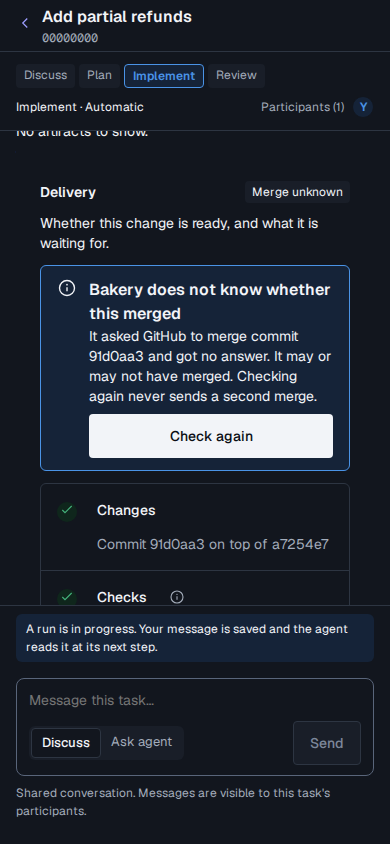 Add partial refunds
00000000
Discuss
Plan
Implement
Review
Implement · Automatic
Participants (1)
Y
No artifacts to show.
Delivery
Merge unknown
Whether this change is ready, and what it is
waiting for.
Bakery does not know whether
this merged
It asked GitHub to merge commit
91d0aa3 and got no answer. It may or
may not have merged. Checking
again never sends a second merge.
Check again
Changes
Commit 91d0aa3 on top of a7254e7
Checks
A run is in progress. Your message is saved and the agent
reads it at its next step.
Message this task...
Discuss
Ask agent
Send
Shared conversation. Messages are visible to this task's
participants.